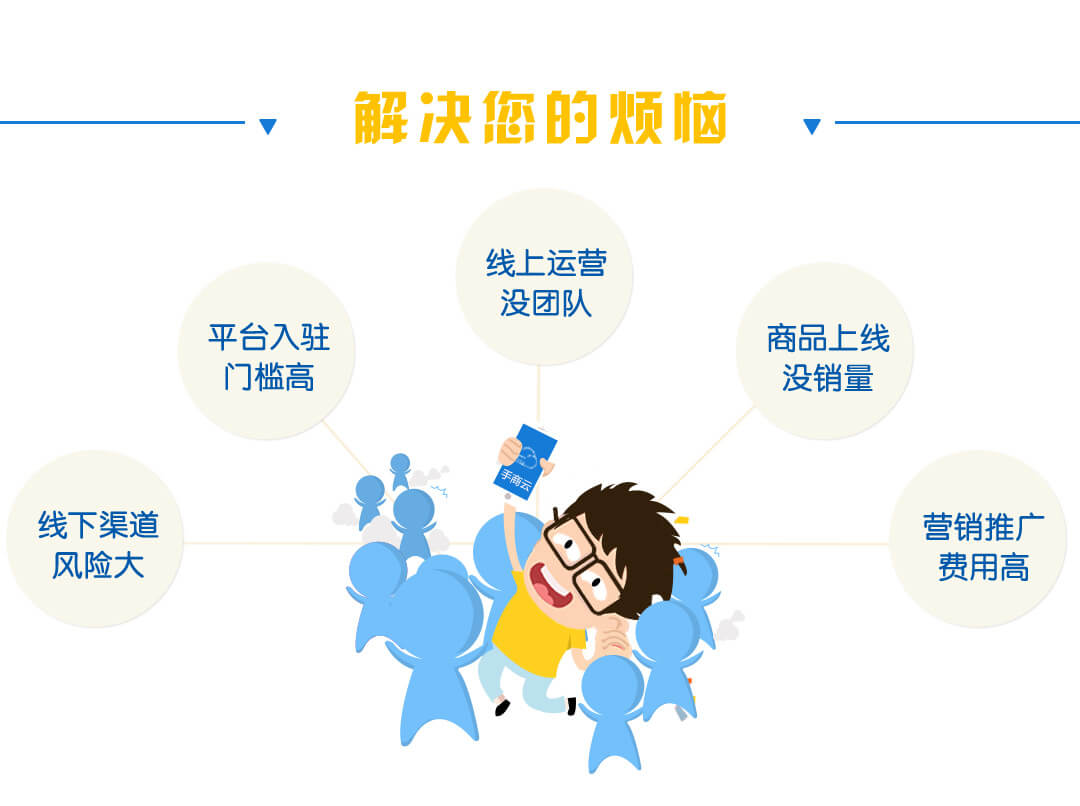 解决您的烦恼
线上运营
没团队
平台入驻
门槛高
商品上线
没销量
线下渠道
风险大
营销推广
费用高
手商云